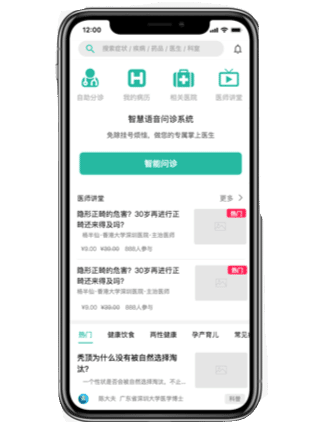 12:00
搜索症状 / 疾病 / 药品 / 医生 / 科室
自助分诊 我的病历 相关医院 医师讲堂
智慧语音问诊系统
免除挂号烦恼，做您的专属掌上医生
智能问诊
医师讲堂 更多
隐形正畸的危害？30岁再进行正 热门
畸还来得及吗？
杨半仙-香港大学深圳医院-主治医师
¥9.00 ¥99.00 888人参与
隐形正畸的危害？30岁再进行正 热门
畸还来得及吗？
杨半仙-香港大学深圳医院-主治医师
¥9.00 ¥99.00 888人参与
热门 健康饮食 两性健康 孕产育儿 常见
秃顶为什么没有被自然选择淘
汰？
一个性状是否会被自然选择淘汰，不止...
陈大夫 广东省深圳大学医学博士 科普